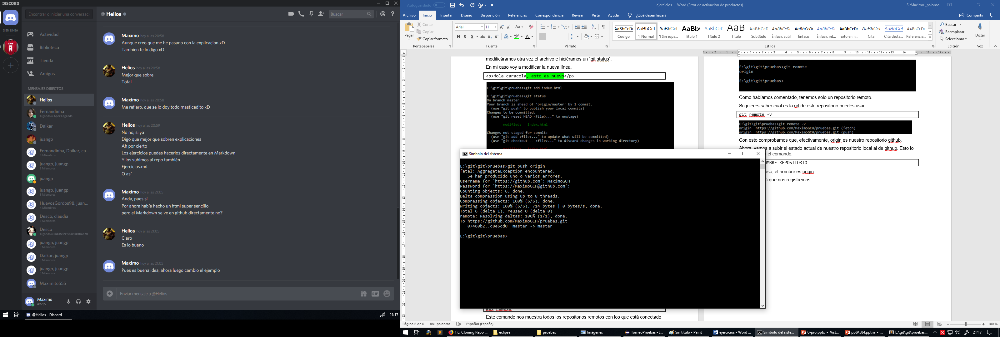 DISCORD
3 EN LÍNEA
Encontrar o iniciar una conversaci
Actividad
Biblioteca
Tienda
Amigos
MENSAJES DIRECTOS
Helios
Fernandinha
Jugando a Apex Legends
Daikar
juangp
Fernandinha, Daikar, ca...
4 Miembros
juangp, juangp
3 Miembros
juangp
juangp, juangp
3 Miembros
HuevosGordos98, juan...
4 Miembros
Desco, claudia
3 Miembros
Desco
Jugando a Sid Meier's Civilization VI
juangp, juangp
3 Miembros
Daikar, juangp
3 Miembros
juangp, juangp
3 Miembros
Maximito555
Maximo
#2735
@ Helios
Buscar
Maximo hoy a las 20:58
Aunque creo que me he pasado con la explicacion xD
Tambien te lo digo xD
Helios hoy a las 20:58
Mejor que sobre
Total
Maximo hoy a las 20:58
Me refiero, que se lo doy todo masticadito xD
Helios hoy a las 20:59
No no, si ya
Digo que mejor que sobren explicaciones
Ah por cierto
Los ejercicios puedes hacerlos directamente en Markdown
Y los subimos al repo también
Ejercicios.md
O así
Maximo hoy a las 21:05
Anda, pues si
Por ahora había hecho un html super sencillo
pero el Markdown se ve en github directamente no?
Helios hoy a las 21:05
Claro
Es lo bueno
Maximo hoy a las 21:05
Pues es buena idea, ahora luego cambio el ejemplo
Enviar mensaje a @Helios
GIF
@Helios - Discord
21:17
Autoguardado
ejercicios - Word (Error de activación de productos)
SirMaximo _palomo
Archivo Inicio Insertar Diseño Disposición Referencias Correspondencia Revisar Vista Ayuda ¿Qué desea hacer?
Compartir
Pegar
Cortar
Copiar
Copiar formato
Portapapeles
Arial 11
N K S abc
Fuente
Párrafo
AaBbCcDc AaBbCcD AaBbCcD AaBb( AaBbCcD AaB AaBbCcD AaBbCcDc AaBbCcDc AaBbCcDc AaBbCcDc AaBbCcI AaBbCcI AABBCCDC
Codigo ¶ Normal ¶ Sin espa... Título 1 Título 2 Título Subtítulo Énfasis sutil Énfasis Énfasis int... Texto en n... Cita Cita desta... Referencia...
Estilos
Buscar
Reemplazar
Seleccionar
Edición
Dictar
Voz
modificáramos otra vez el archivo e hiciéramos un “git status”.
En mi caso voy a modificar la nueva línea.
<p>Hola caracola, esto es nuevo</p>
E:\git\git\pruebas>git add index.html
E:\git\git\pruebas>git status
On branch master
Your branch is ahead of 'origin/master' by 1 commit.
(use "git push" to publish your local commits)
Changes to be committed:
(use "git reset HEAD <file>..." to unstage)
modified: index.html
Changes not staged for commit:
(use "git add <file>..." to update what will be committed)
(use "git checkout -- <file>..." to discard changes in working directory)
git remote
Este comando nos muestra todos los repositorios remotos con los que está conectado
E:\git\git\pruebas>git remote
origin
E:\git\git\pruebas>
Como habíamos comentado, tenemos solo un repositorio remoto.
Si quieres saber cual es la url de este repositorio puedes usar:
git remote -v
E:\git\git\pruebas>git remote -v
origin https://github.com/MaximoGCH/pruebas.git (fetch)
origin https://github.com/MaximoGCH/pruebas.git (push)
Con esto comprobamos que, efectivamente, origin es nuestro repositorio github.
Ahora, vamos a subir el estado actual de nuestro repositorio local al de github. Esto lo
el comando:
OMBRE_REPOSITORIO
aso, el nombre es origin.
á que nos registremos.
Símbolo del sistema
E:\git\git\pruebas>git push origin
fatal: AggregateException encountered.
Se han producido uno o varios errores.
Username for 'https://github.com': MaximoGCH
Password for 'https://MaximoGCH@github.com':
Counting objects: 6, done.
Delta compression using up to 8 threads.
Compressing objects: 100% (6/6), done.
Writing objects: 100% (6/6), 714 bytes | 0 bytes/s, done.
Total 6 (delta 1), reused 0 (delta 0)
remote: Resolving deltas: 100% (1/1), done.
To https://github.com/MaximoGCH/pruebas.git
07460b2..c8e6cd0 master -> master
E:\git\git\pruebas>
Página 6 de 6 881 palabras Español (España)
100 %
1.6: Cloning Repo ... eclipse pruebas Imágenes TorneoPruebas - J... Sin título - Paint ejercicios - Word ... Símbolo del siste... 0-pro.pptx - Vist... pptA584.pptm - ... E:\git\git\pruebas...
21:17